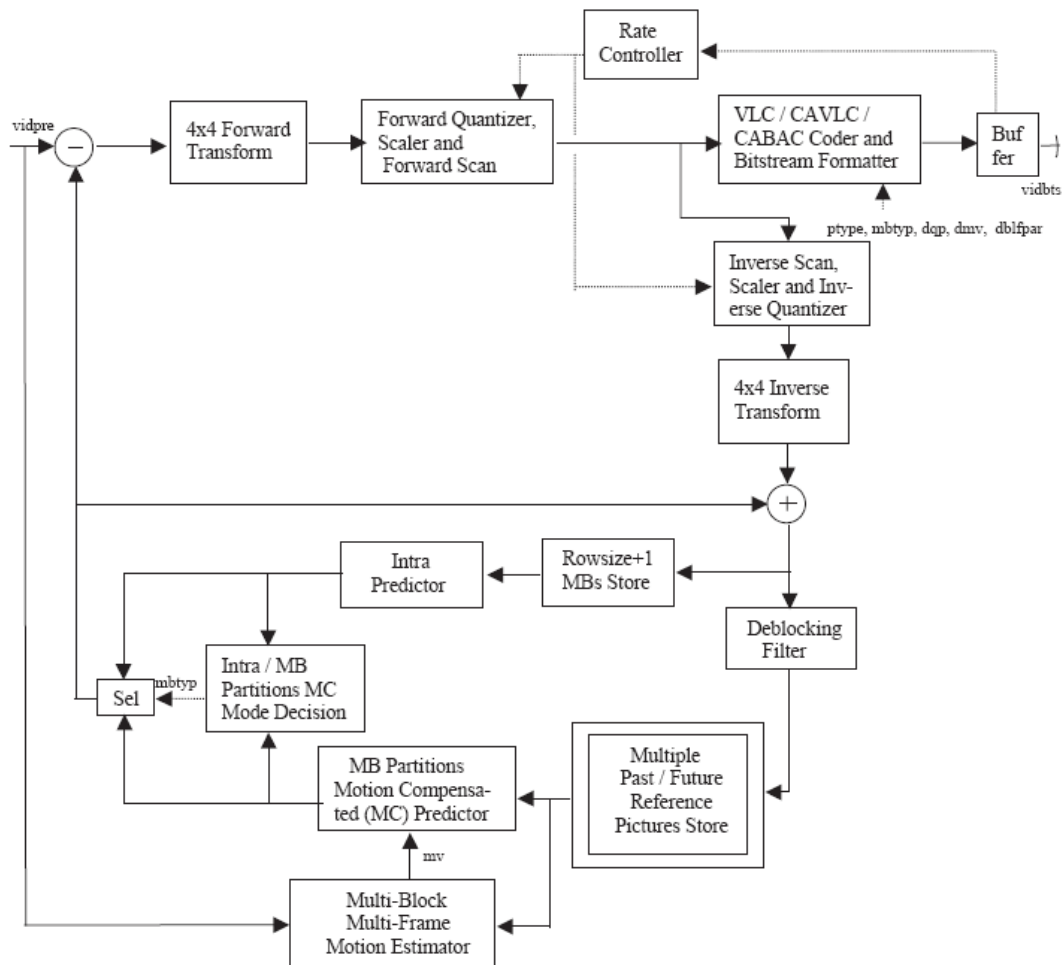 Rate
Controller
vidpre
−
4x4 Forward
Transform
Forward Quantizer,
Scaler and
Forward Scan
VLC / CAVLC /
CABAC Coder and
Bitstream Formatter
Buf
fer
vidbts
ptype, mbtyp, dqp, dmv, dblfpar
Inverse Scan,
Scaler and Inv-
erse Quantizer
4x4 Inverse
Transform
+
Intra
Predictor
Rowsize+1
MBs Store
Deblocking
Filter
Sel
mbtyp
Intra / MB
Partitions MC
Mode Decision
MB Partitions
Motion Compensa-
ted (MC) Predictor
Multiple
Past / Future
Reference
Pictures Store
mv
Multi-Block
Multi-Frame
Motion Estimator